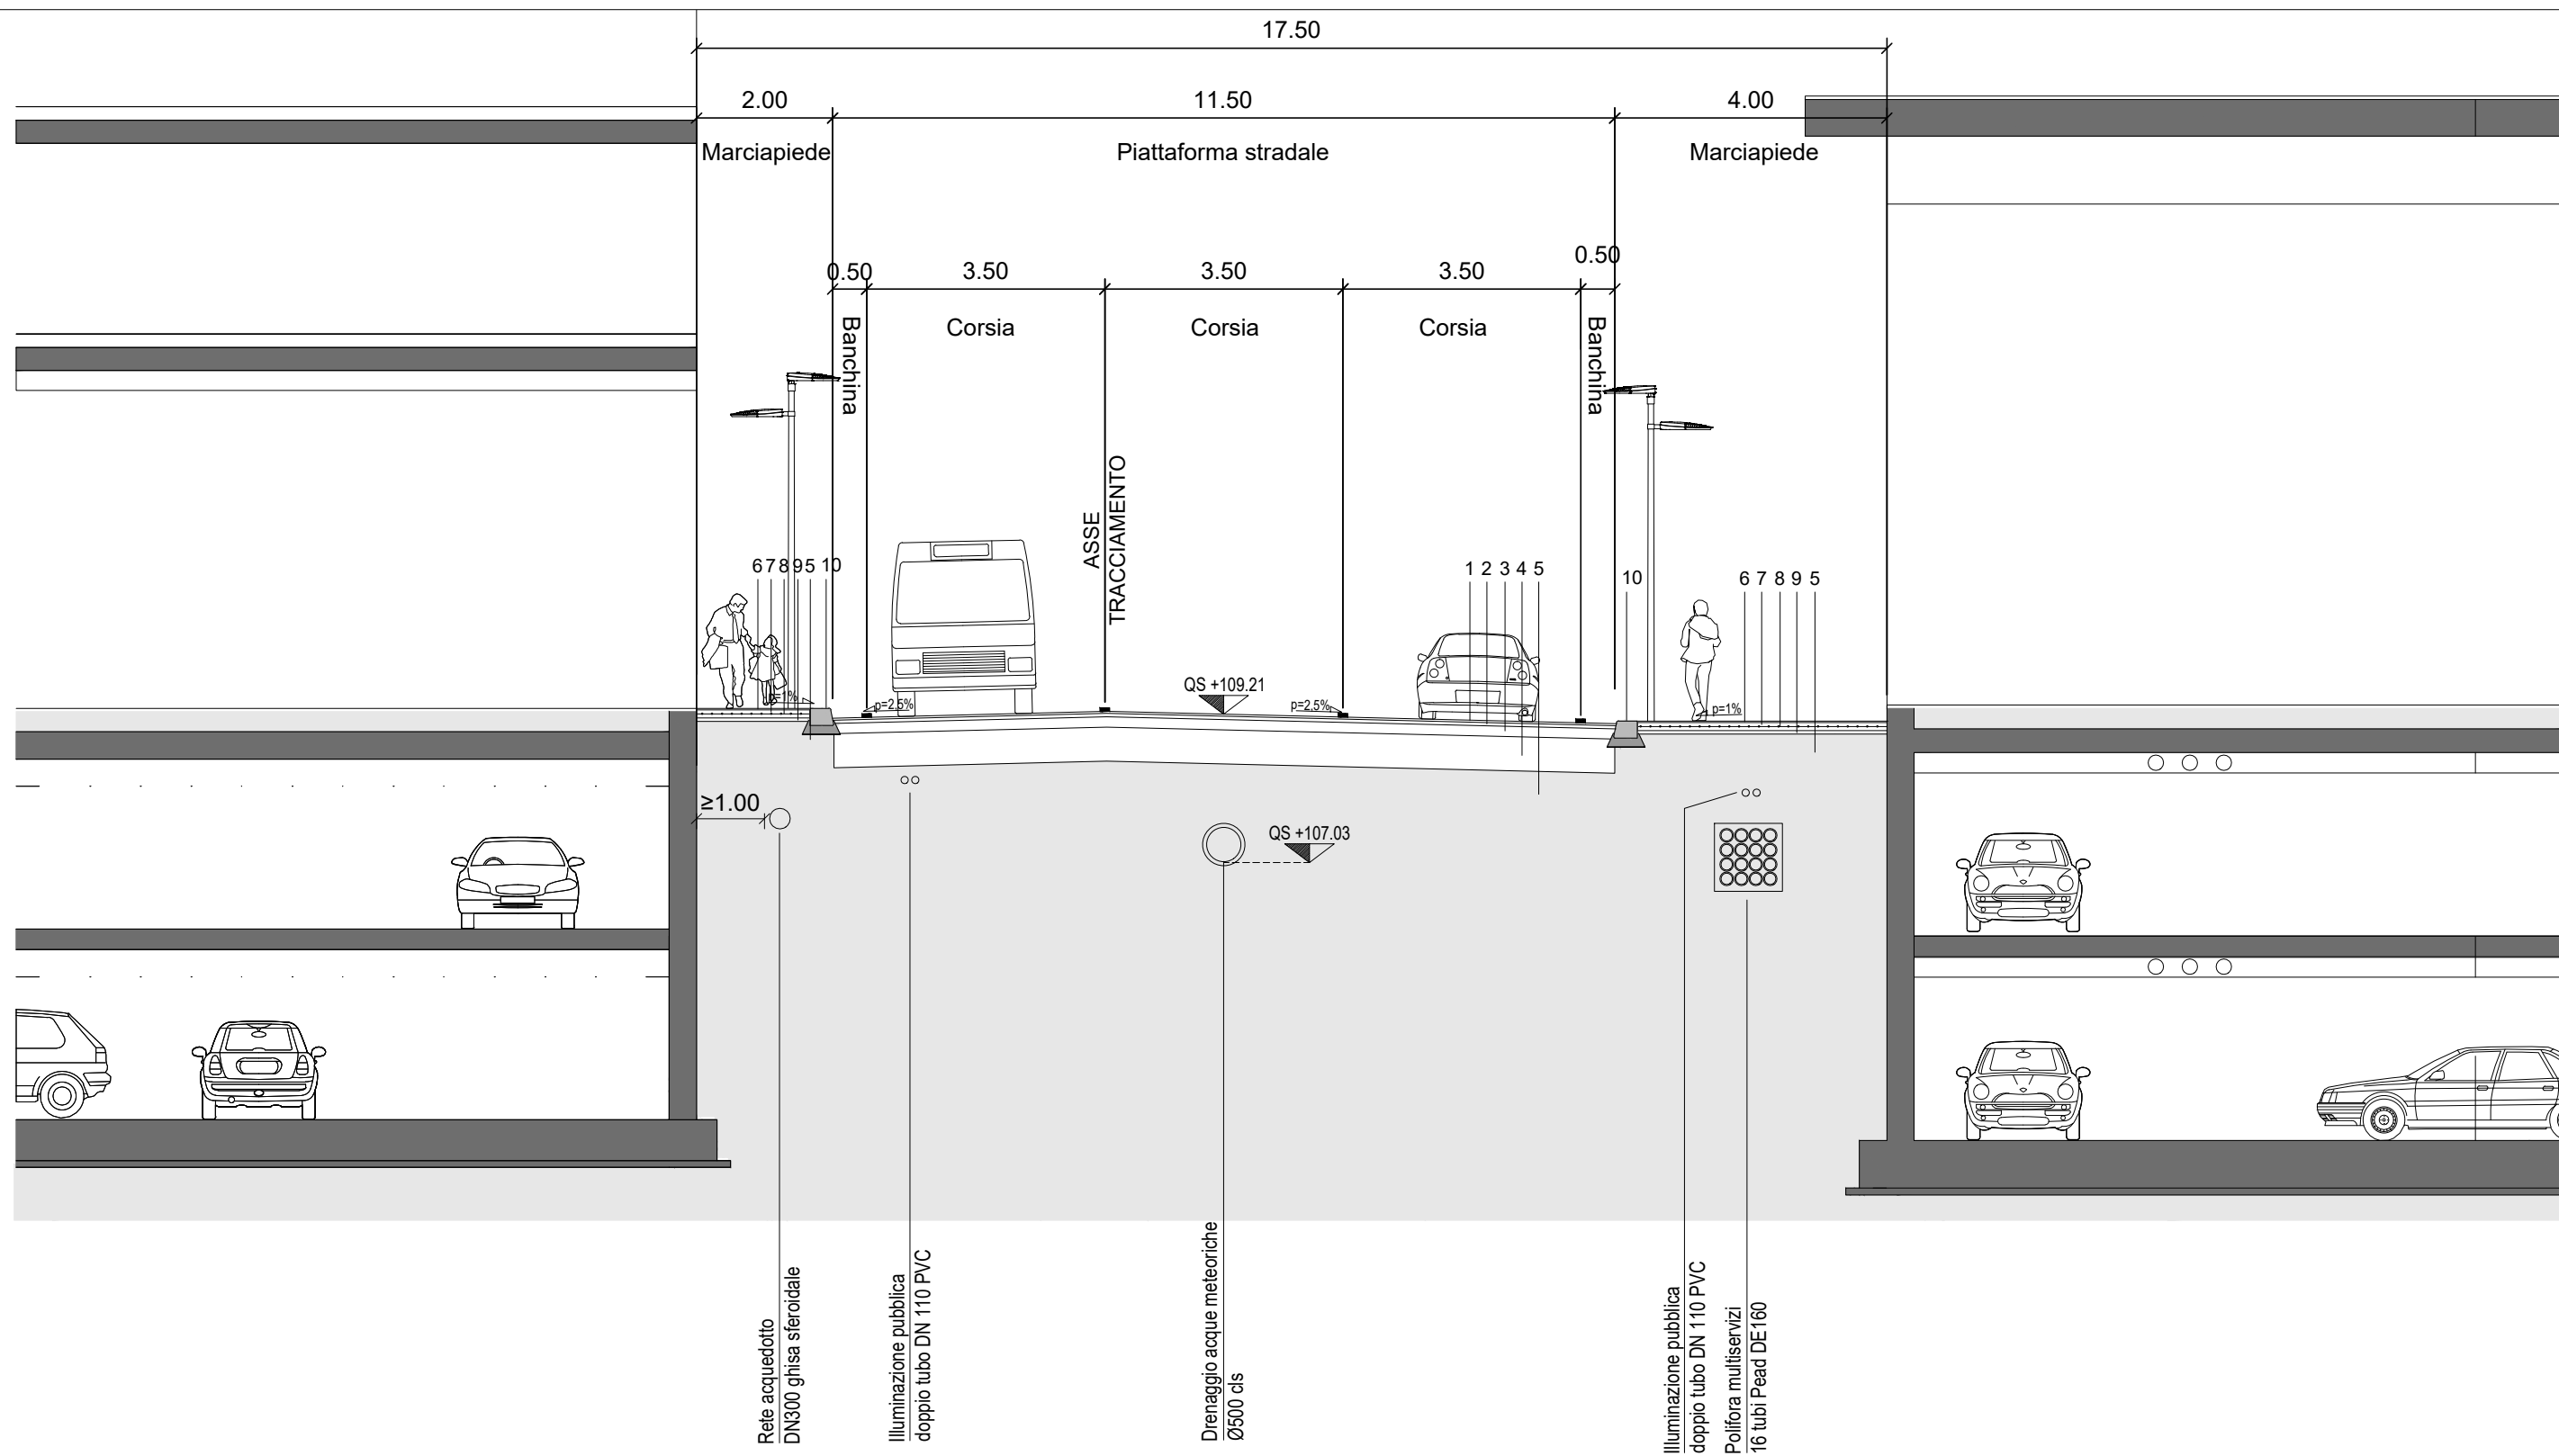 17.50
2.00 11.50 4.00
Marciapiede Piattaforma stradale Marciapiede
0.50 3.50 3.50 3.50 0.50
Banchina Corsia Corsia Corsia Banchina
ASSE
TRACCIAMENTO
6 7 8 9 5 10
1 2 3 4 5
10 6 7 8 9 5
p=1%
p=2.5%
QS +109.21
p=2.5%
p=1%
≥1.00
QS +107.03
Rete acquedotto
DN300 ghisa sferoidale
Illuminazione pubblica
doppio tubo DN 110 PVC
Drenaggio acque meteoriche
Ø500 cls
Illuminazione pubblica
doppio tubo DN 110 PVC
Polifora multiservizi
16 tubi Pead DE160